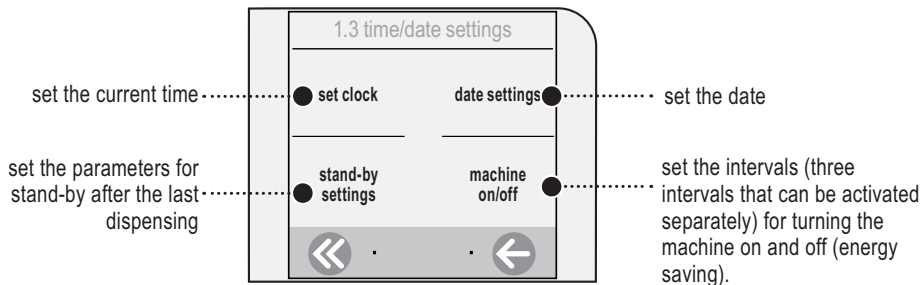 1.3 time/date settings
set the current time
set clock
date settings
set the date
set the parameters for
stand-by after the last
dispensing
stand-by
settings
machine
on/off
set the intervals (three
intervals that can be activated
separately) for turning the
machine on and off (energy
saving).